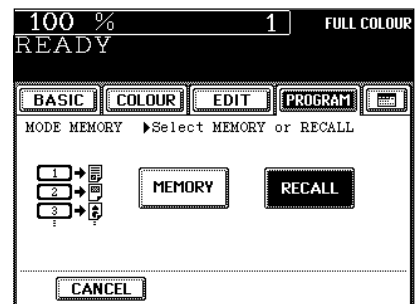 100 % 1 FULL COLOUR
READY
BASIC COLOUR EDIT PROGRAM
MODE MEMORY ▶Select MEMORY or RECALL
1
2
3
MEMORY RECALL
CANCEL